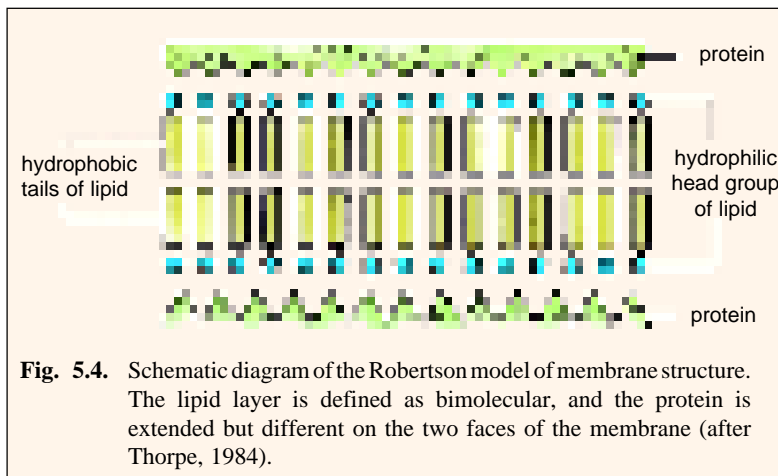 protein
hydrophobic
tails of lipid
hydrophilic
head group
of lipid
protein
Fig. 5.4. Schematic diagram of the Robertson model of membrane structure.
The lipid layer is defined as bimolecular, and the protein is
extended but different on the two faces of the membrane (after
Thorpe, 1984).